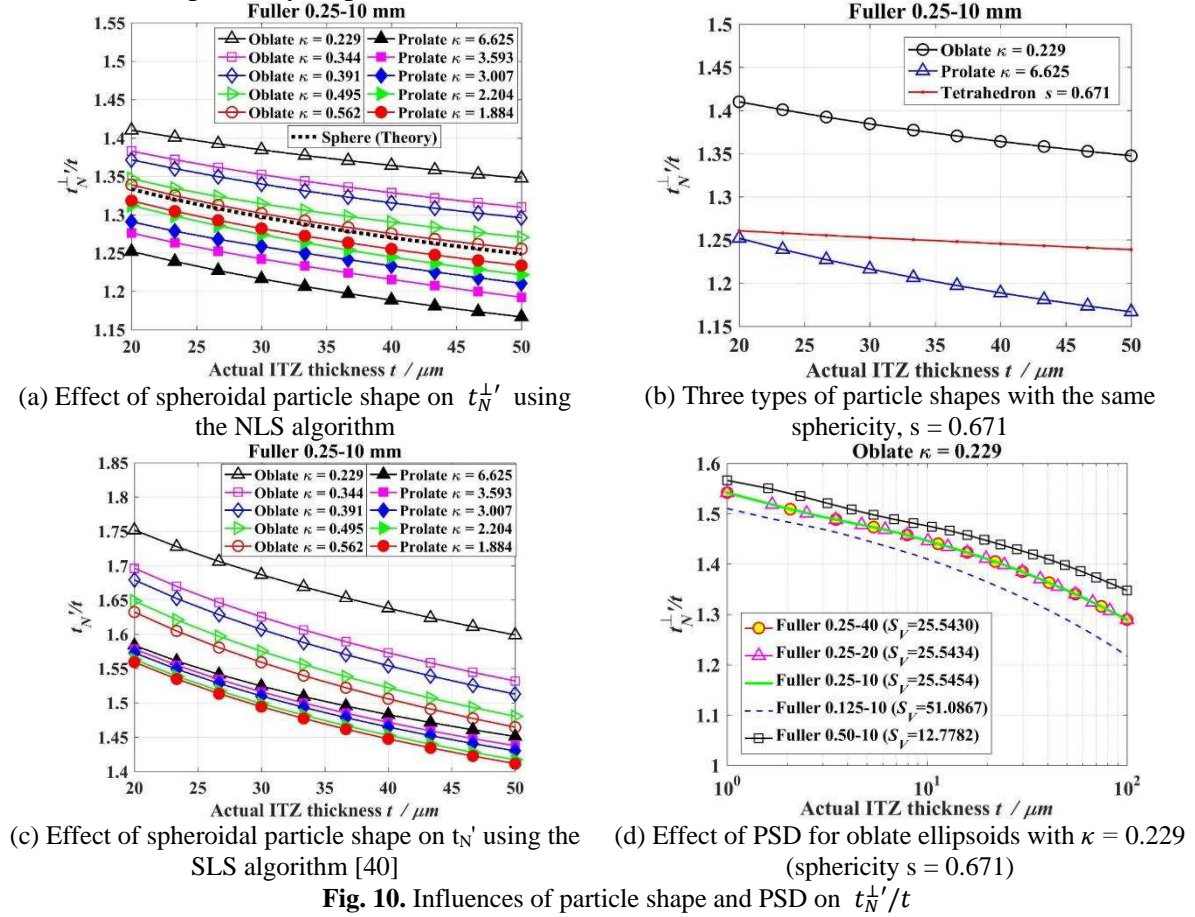 Fuller 0.25-10 mm
1.55
1.5
1.45
1.4
1.35
1.3
1.25
1.2
1.15
t_N^⊥′/t
Oblate κ = 0.229
Oblate κ = 0.344
Oblate κ = 0.391
Oblate κ = 0.495
Oblate κ = 0.562
Prolate κ = 6.625
Prolate κ = 3.593
Prolate κ = 3.007
Prolate κ = 2.204
Prolate κ = 1.884
Sphere (Theory)
20 25 30 35 40 45 50
Actual ITZ thickness t / μm
(a) Effect of spheroidal particle shape on t_N^⊥′ using
the NLS algorithm
Fuller 0.25-10 mm
1.5
1.45
1.4
1.35
1.3
1.25
1.2
1.15
t_N^⊥′/t
Oblate κ = 0.229
Prolate κ = 6.625
Tetrahedron s = 0.671
20 25 30 35 40 45 50
Actual ITZ thickness t / μm
(b) Three types of particle shapes with the same
sphericity, s = 0.671
Fuller 0.25-10 mm
1.85
1.8
1.75
1.7
1.65
1.6
1.55
1.5
1.45
1.4
t_N'/t
Oblate κ = 0.229
Oblate κ = 0.344
Oblate κ = 0.391
Oblate κ = 0.495
Oblate κ = 0.562
Prolate κ = 6.625
Prolate κ = 3.593
Prolate κ = 3.007
Prolate κ = 2.204
Prolate κ = 1.884
20 25 30 35 40 45 50
Actual ITZ thickness t / μm
(c) Effect of spheroidal particle shape on t_N' using the
SLS algorithm [40]
Oblate κ = 0.229
1.6
1.5
1.4
1.3
1.2
1.1
1
t_N^⊥′/t
Fuller 0.25-40 (S_V=25.5430)
Fuller 0.25-20 (S_V=25.5434)
Fuller 0.25-10 (S_V=25.5454)
Fuller 0.125-10 (S_V=51.0867)
Fuller 0.50-10 (S_V=12.7782)
10^0 10^1 10^2
Actual ITZ thickness t / μm
(d) Effect of PSD for oblate ellipsoids with κ = 0.229
(sphericity s = 0.671)
Fig. 10. Influences of particle shape and PSD on t_N^⊥′/t